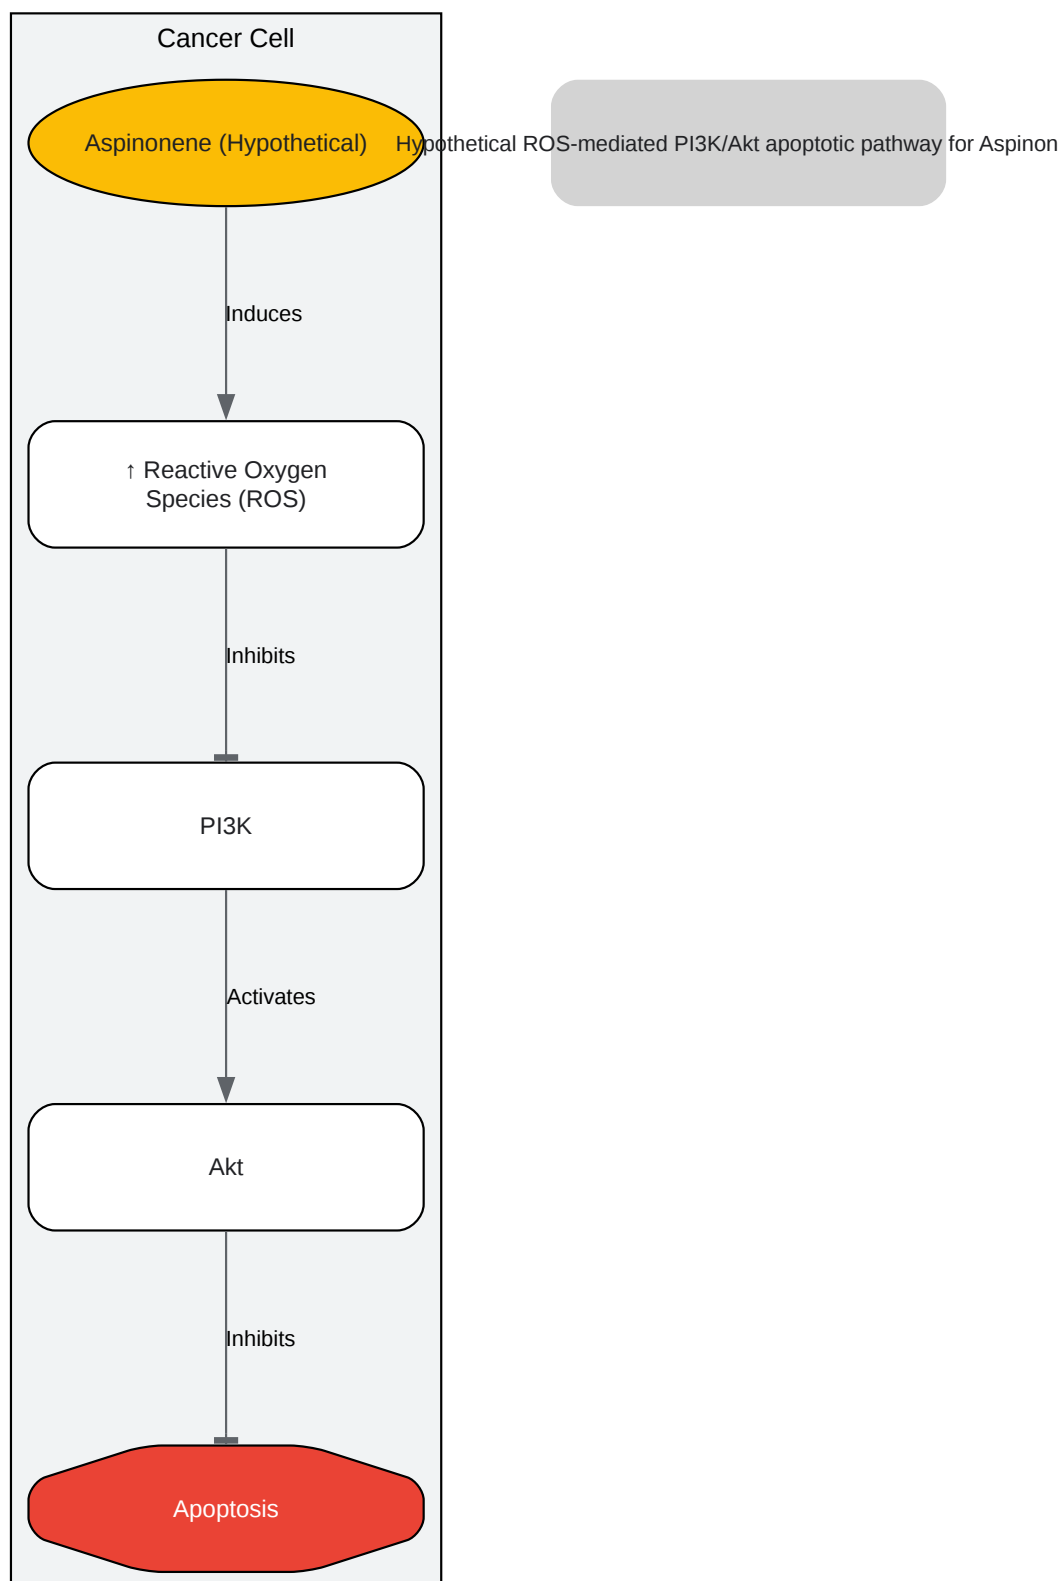 Cancer Cell
Aspinonene (Hypothetical)
Hypothetical ROS-mediated PI3K/Akt apoptotic pathway for Aspinon
Induces
↑ Reactive Oxygen
Species (ROS)
Inhibits
PI3K
Activates
Akt
Inhibits
Apoptosis